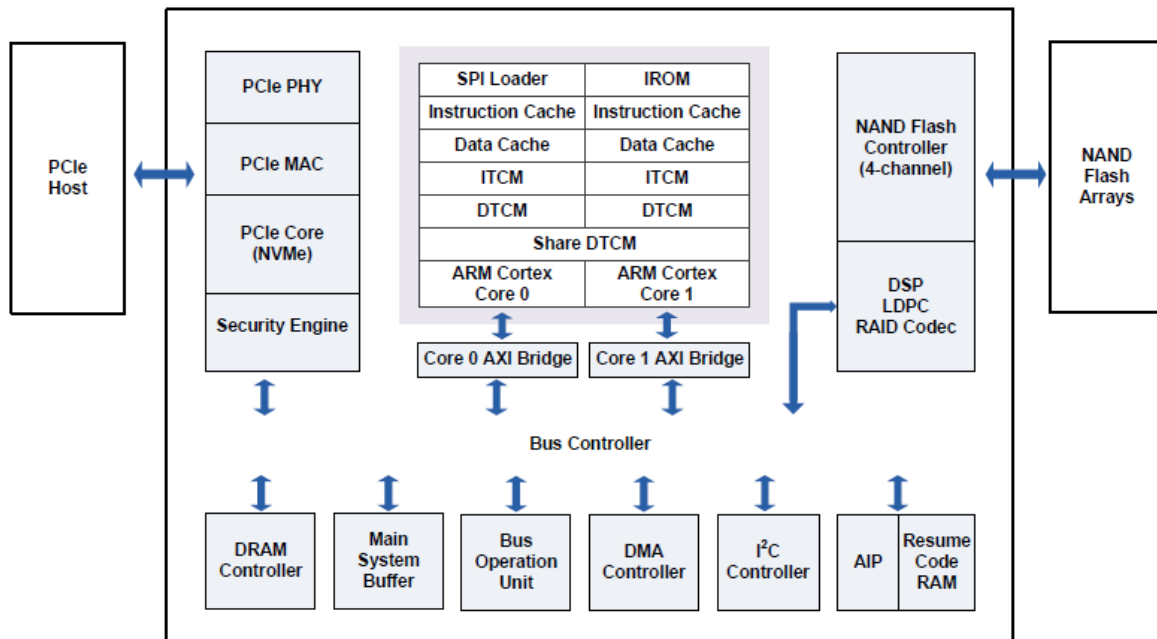 PCIe
Host
PCIe PHY
PCIe MAC
PCIe Core
(NVMe)
Security Engine
SPI Loader
IROM
Instruction Cache
Instruction Cache
Data Cache
Data Cache
ITCM
ITCM
DTCM
DTCM
Share DTCM
ARM Cortex
Core 0
ARM Cortex
Core 1
Core 0 AXI Bridge
Core 1 AXI Bridge
NAND Flash
Controller
(4-channel)
DSP
LDPC
RAID Codec
NAND
Flash
Arrays
Bus Controller
DRAM
Controller
Main
System
Buffer
Bus
Operation
Unit
DMA
Controller
I²C
Controller
AIP
Resume
Code
RAM